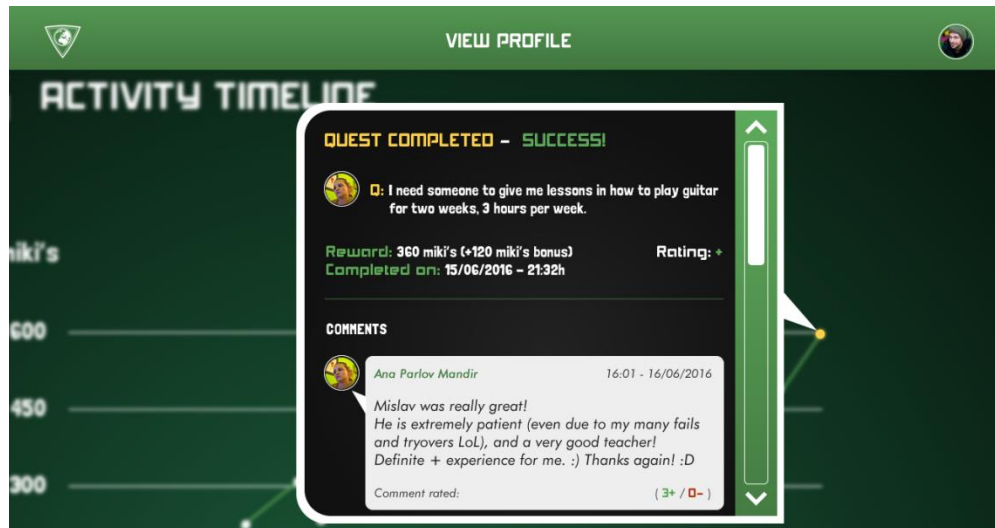 VIEW PROFILE
ACTIVITY TIMELINE
QUEST COMPLETED - SUCCESS!
Q: I need someone to give me lessons in how to play guitar
for two weeks, 3 hours per week.
miki's
Reward: 360 miki's (+120 miki's bonus) Rating: +
Completed on: 15/06/2016 - 21:32h
COMMENTS
600
Ana Parlov Mandir 16:01 - 16/06/2016
Mislav was really great!
450
He is extremely patient (even due to my many fails
and tryovers LoL), and a very good teacher!
Definite + experience for me. :) Thanks again! :D
300
Comment rated: ( 3+ / 0- )